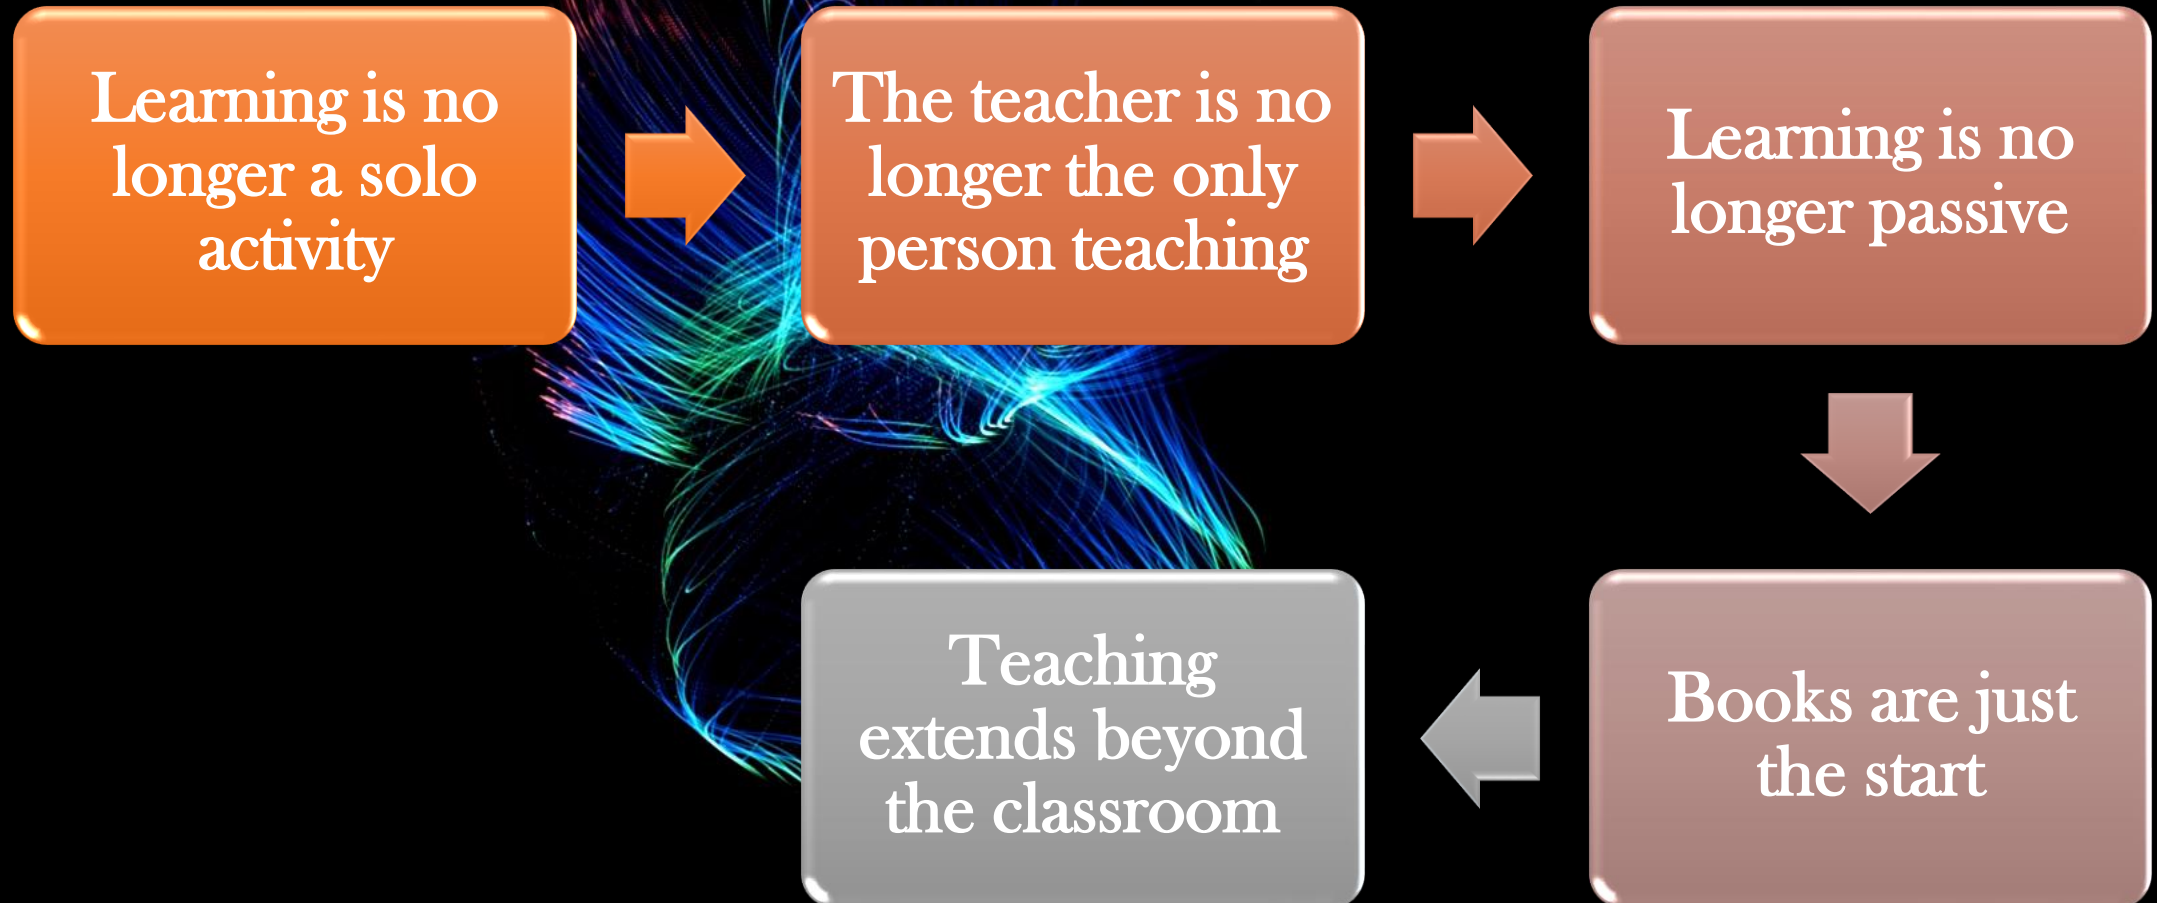 Learning is no
longer a solo
activity
The teacher is no
longer the only
person teaching
Learning is no
longer passive
Books are just
the start
Teaching
extends beyond
the classroom